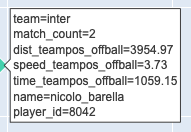 team=inter
match_count=2
dist_teampos_offball=3954.97
speed_teampos_offball=3.73
time_teampos_offball=1059.15
name=nicolo_barella
player_id=8042